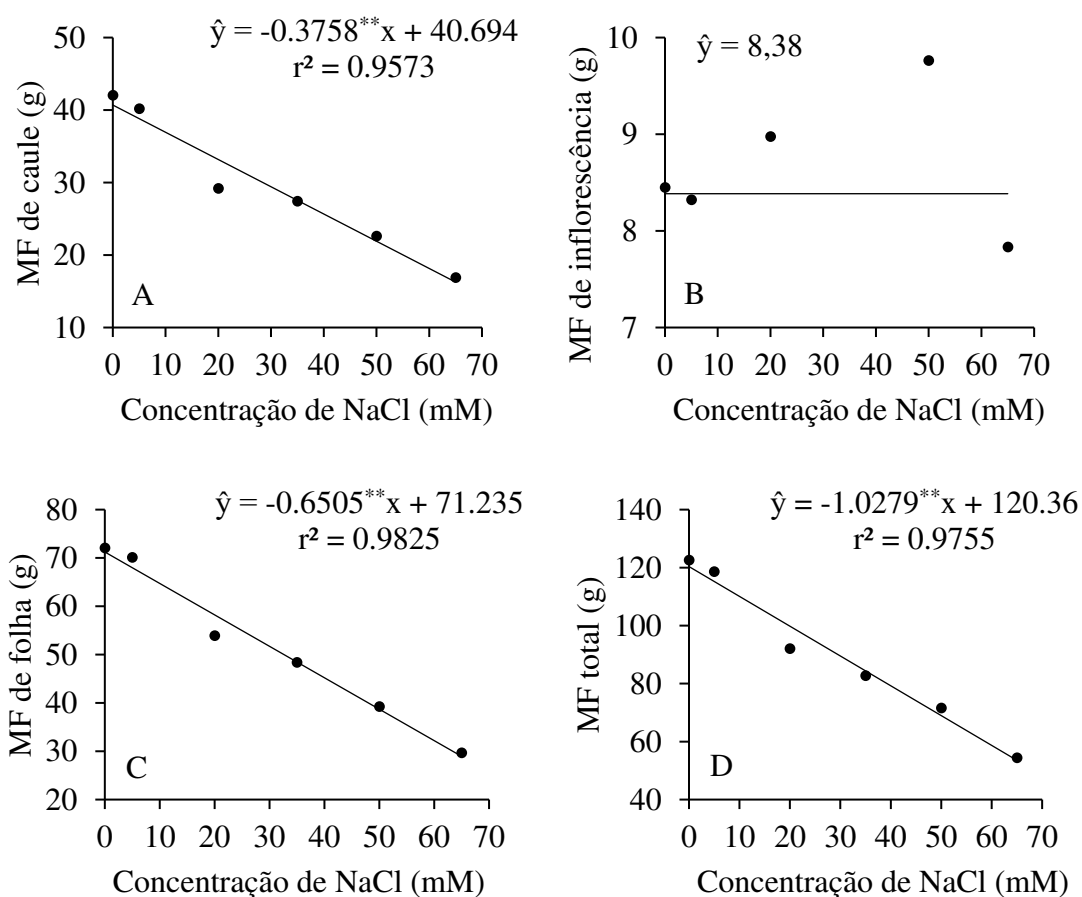 ŷ = -0.3758**x + 40.694
r² = 0.9573
MF de caule (g)
50
40
30
20
10
A
0 10 20 30 40 50 60 70
Concentração de NaCl (mM)
ŷ = 8,38
MF de inflorescência (g)
10
9
8
7
B
0 10 20 30 40 50 60 70
Concentração de NaCl (mM)
ŷ = -0.6505**x + 71.235
r² = 0.9825
MF de folha (g)
80
70
60
50
40
30
20
C
0 10 20 30 40 50 60 70
Concentração de NaCl (mM)
ŷ = -1.0279**x + 120.36
r² = 0.9755
MF total (g)
140
120
100
80
60
40
D
0 10 20 30 40 50 60 70
Concentração de NaCl (mM)